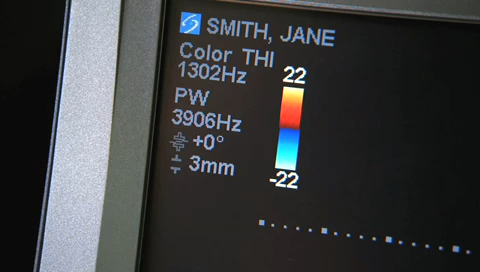 SMITH, JANE
Color THI
1302Hz
PW
3906Hz
+0°
3mm
22
-22